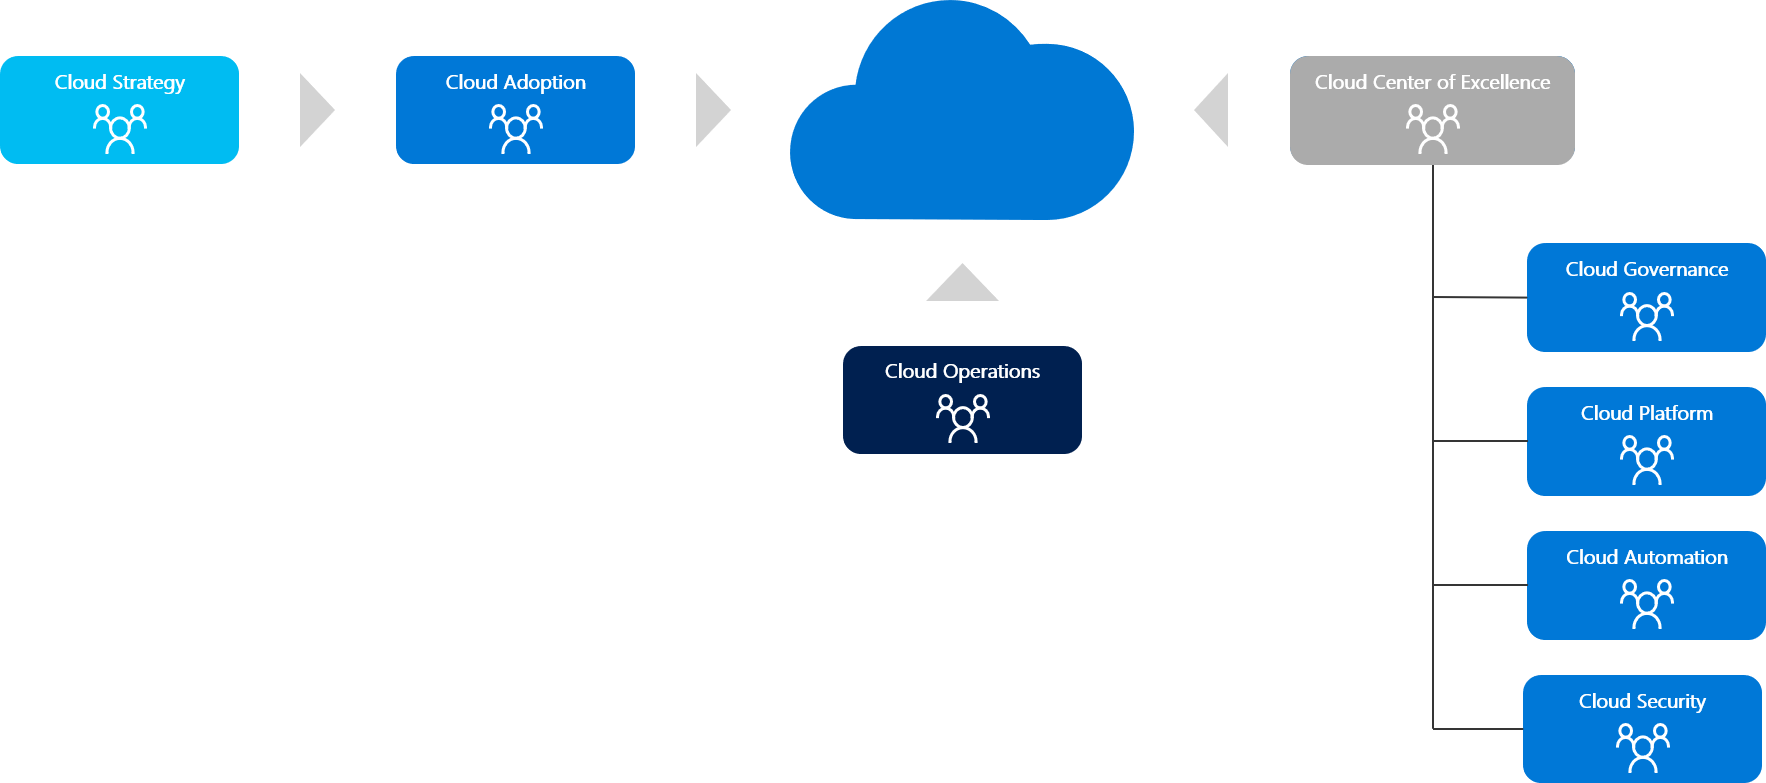 Cloud Strategy
Cloud Adoption
Cloud Center of Excellence
Cloud Governance
Cloud Operations
Cloud Platform
Cloud Automation
Cloud Security